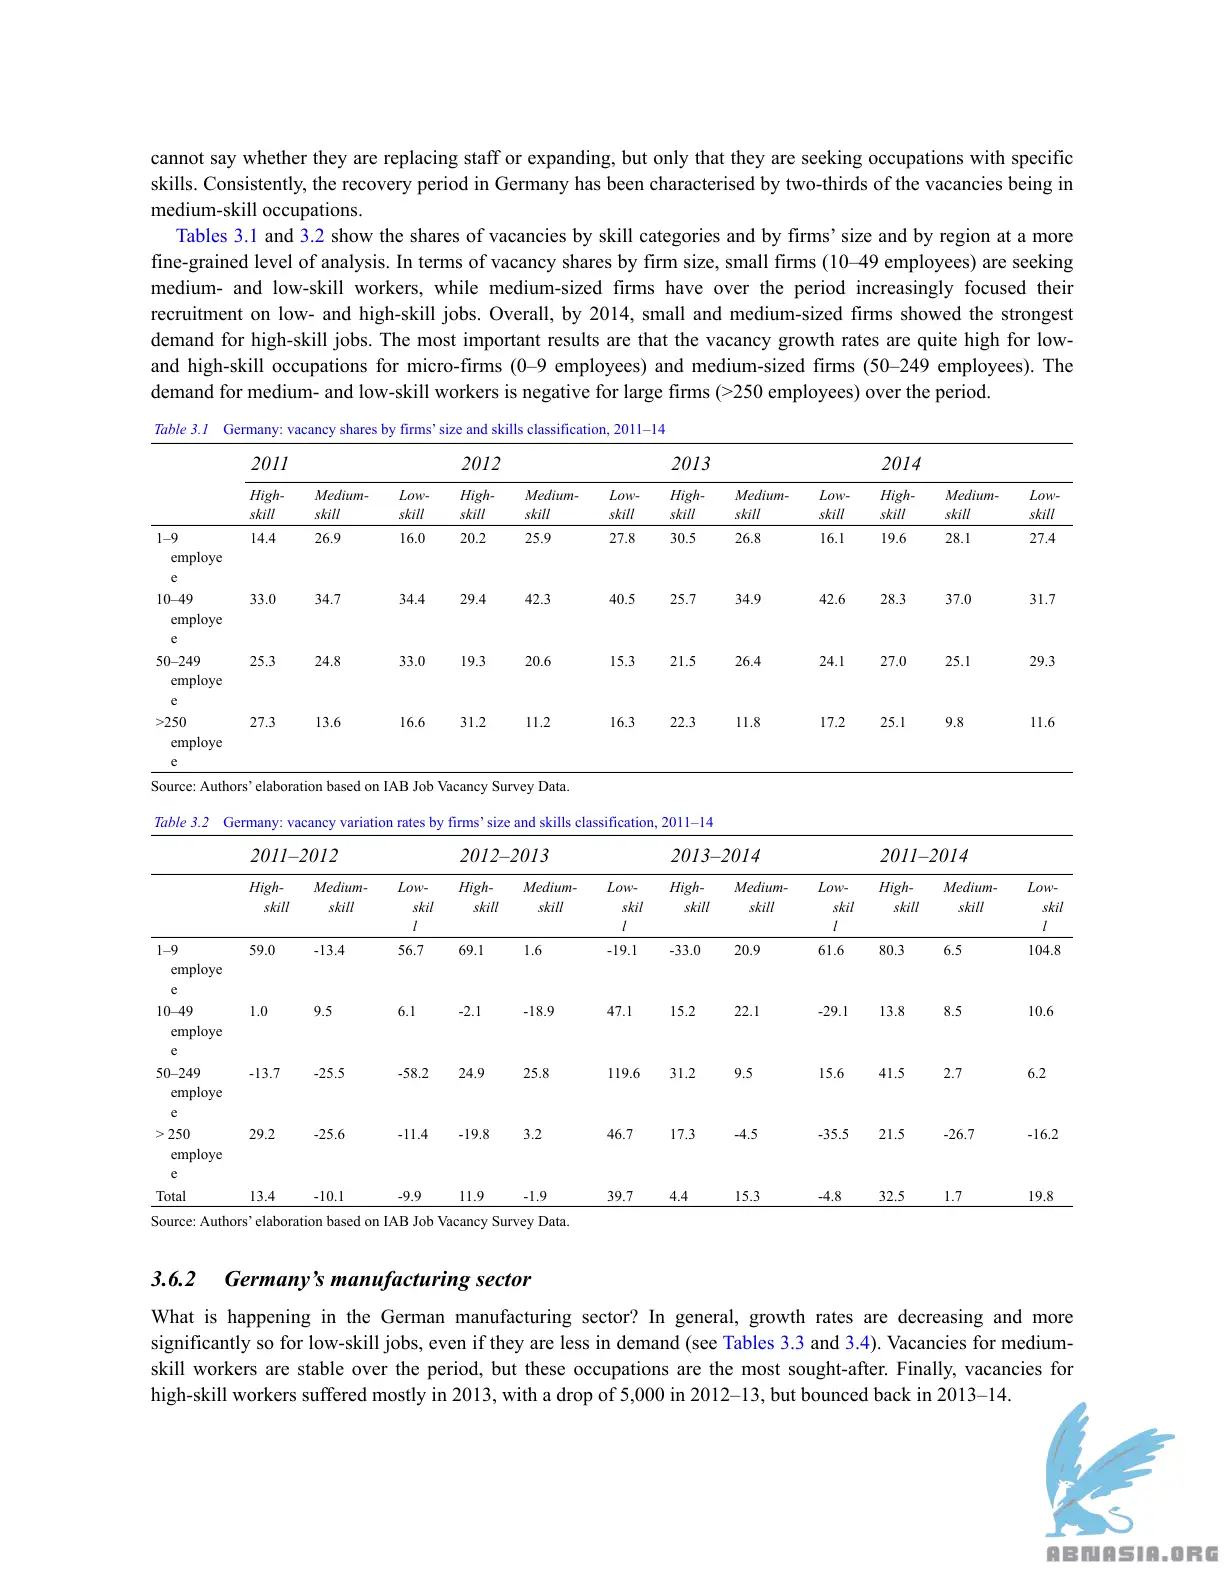 cannot say whether they are replacing staff or expanding, but only that they are seeking occupations with specific
skills. Consistently, the recovery period in Germany has been characterised by two-thirds of the vacancies being in
medium-skill occupations.
Tables 3.1 and 3.2 show the shares of vacancies by skill categories and by firms’ size and by region at a more
fine-grained level of analysis. In terms of vacancy shares by firm size, small firms (10–49 employees) are seeking
medium- and low-skill workers, while medium-sized firms have over the period increasingly focused their
recruitment on low- and high-skill jobs. Overall, by 2014, small and medium-sized firms showed the strongest
demand for high-skill jobs. The most important results are that the vacancy growth rates are quite high for low-
and high-skill occupations for micro-firms (0–9 employees) and medium-sized firms (50–249 employees). The
demand for medium- and low-skill workers is negative for large firms (>250 employees) over the period.
Table 3.1 Germany: vacancy shares by firms’ size and skills classification, 2011–14
2011 2012 2013 2014
High- Medium- Low- High- Medium- Low- High- Medium- Low- High- Medium- Low-
skill skill skill skill skill skill skill skill skill skill skill skill
1–9 14.4 26.9 16.0 20.2 25.9 27.8 30.5 26.8 16.1 19.6 28.1 27.4
employe
e
10–49 33.0 34.7 34.4 29.4 42.3 40.5 25.7 34.9 42.6 28.3 37.0 31.7
employe
e
50–249 25.3 24.8 33.0 19.3 20.6 15.3 21.5 26.4 24.1 27.0 25.1 29.3
employe
e
>250 27.3 13.6 16.6 31.2 11.2 16.3 22.3 11.8 17.2 25.1 9.8 11.6
employe
e
Source: Authors’ elaboration based on IAB Job Vacancy Survey Data.
Table 3.2 Germany: vacancy variation rates by firms’ size and skills classification, 2011–14
2011–2012 2012–2013 2013–2014 2011–2014
High- Medium- Low- High- Medium- Low- High- Medium- Low- High- Medium- Low-
skill skill skil skill skill skil skill skill skil skill skill skil
l l l l
1–9 59.0 -13.4 56.7 69.1 1.6 -19.1 -33.0 20.9 61.6 80.3 6.5 104.8
employe
e
10–49 1.0 9.5 6.1 -2.1 -18.9 47.1 15.2 22.1 -29.1 13.8 8.5 10.6
employe
e
50–249 -13.7 -25.5 -58.2 24.9 25.8 119.6 31.2 9.5 15.6 41.5 2.7 6.2
employe
e
> 250 29.2 -25.6 -11.4 -19.8 3.2 46.7 17.3 -4.5 -35.5 21.5 -26.7 -16.2
employe
e
Total 13.4 -10.1 -9.9 11.9 -1.9 39.7 4.4 15.3 -4.8 32.5 1.7 19.8
Source: Authors’ elaboration based on IAB Job Vacancy Survey Data.
3.6.2 Germany’s manufacturing sector
What is happening in the German manufacturing sector? In general, growth rates are decreasing and more
significantly so for low-skill jobs, even if they are less in demand (see Tables 3.3 and 3.4). Vacancies for medium-
skill workers are stable over the period, but these occupations are the most sought-after. Finally, vacancies for
high-skill workers suffered mostly in 2013, with a drop of 5,000 in 2012–13, but bounced back in 2013–14.
ABNASIA.ORG